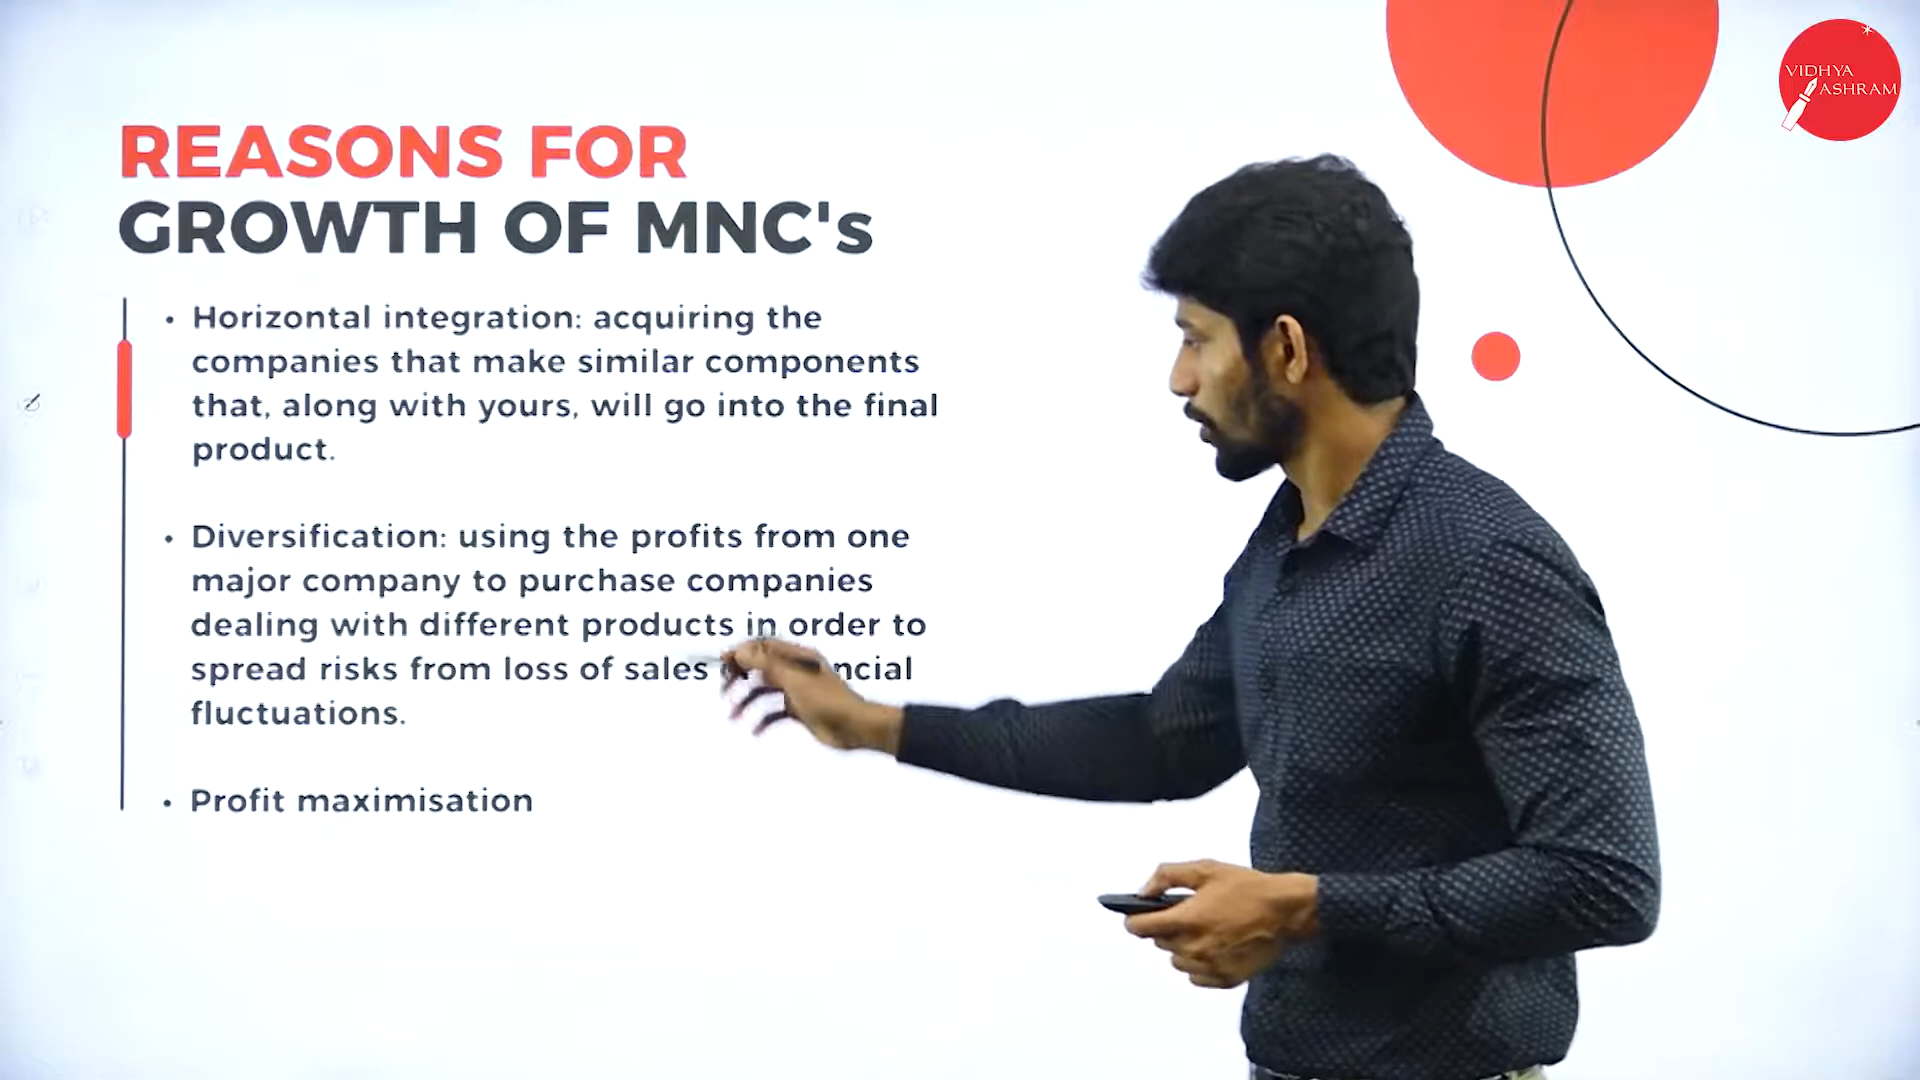 VIDHYA
ASHRAM
REASONS FOR
GROWTH OF MNC's
• Horizontal integration: acquiring the
companies that make similar components
that, along with yours, will go into the final
product.
• Diversification: using the profits from one
major company to purchase companies
dealing with different products in order to
spread risks from loss of sales
fluctuations.
• Profit maximisation